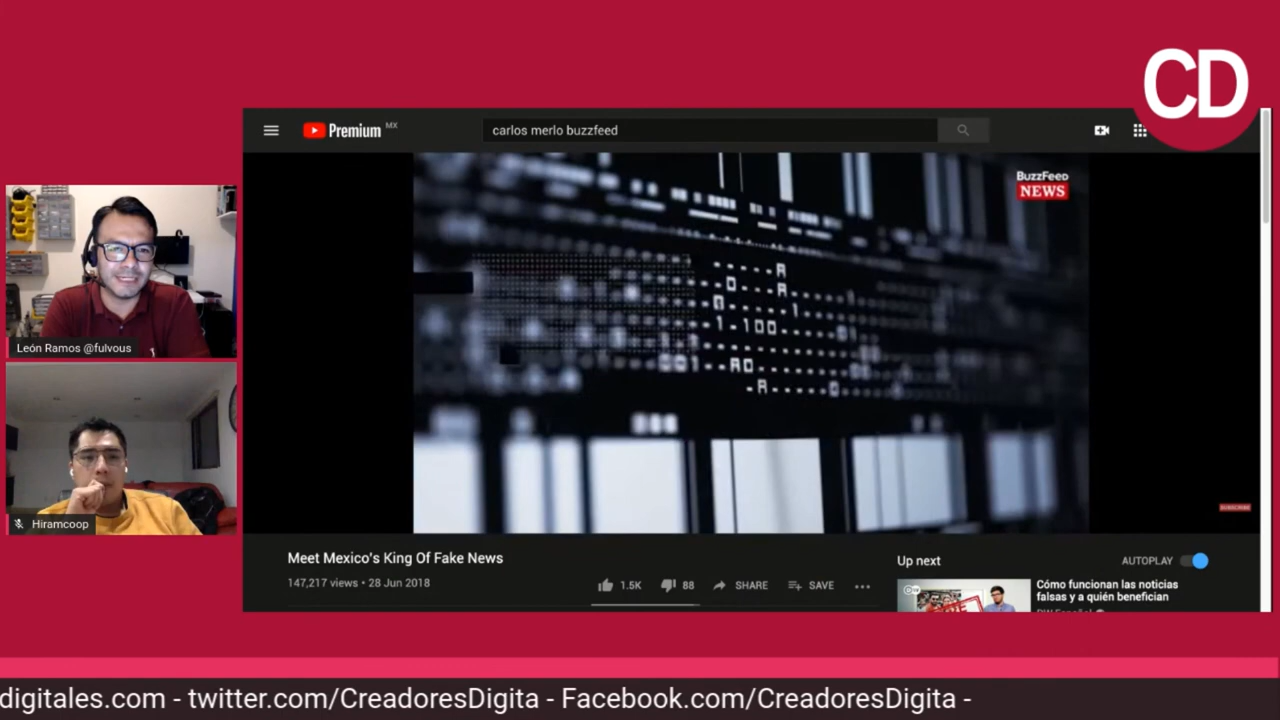 CD
Premium MX
carlos merlo buzzfeed
BuzzFeed
NEWS
León Ramos @fulvous
Hiramcoop
SUBSCRIBE
Meet Mexico's King Of Fake News
147,217 views • 28 Jun 2018
1.5K
88
SHARE
SAVE
Up next
AUTOPLAY
Cómo funcionan las noticias
falsas y a quién benefician
digitales.com - twitter.com/CreadoresDigita - Facebook.com/CreadoresDigita -